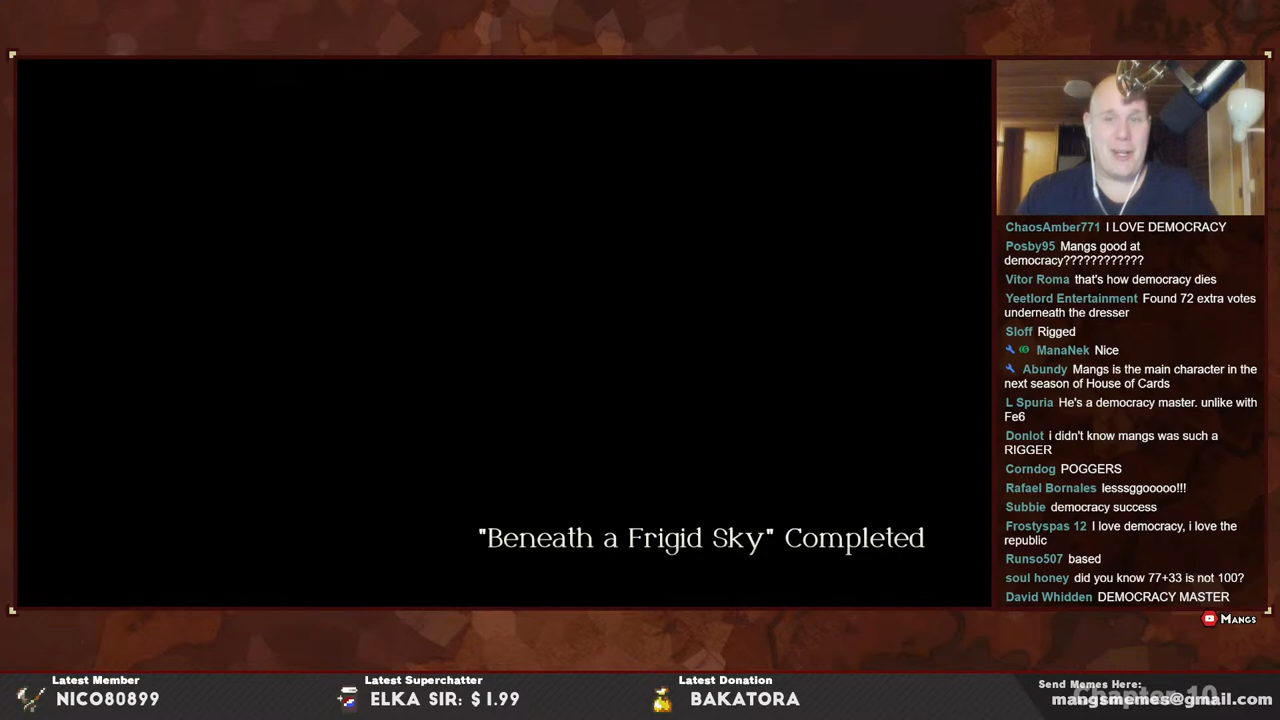 ChaosAmber771 I LOVE DEMOCRACY
Posby95 Mangs good at
democracy????????????
Vitor Roma that's how democracy dies
Yeetlord Entertainment Found 72 extra votes
underneath the dresser
Sloff Rigged
ManaNek Nice
Abundy Mangs is the main character in the
next season of House of Cards
L Spuria He's a democracy master. unlike with
Fe6
Donlot i didn't know mangs was such a
RIGGER
Corndog POGGERS
Rafael Bornales lesssggooooo!!!
Subbie democracy success
"Beneath a Frigid Sky" Completed
Frostyspas 12 I love democracy, i love the
republic
Runso507 based
soul honey did you know 77+33 is not 100?
David Whidden DEMOCRACY MASTER
Mangs
Latest Member
NICO80899
Latest Superchatter
ELKA SIR: $1.99
Latest Donation
BAKATORA
Send Memes Here:
Chapter 10
mangsmemes@gmail.com